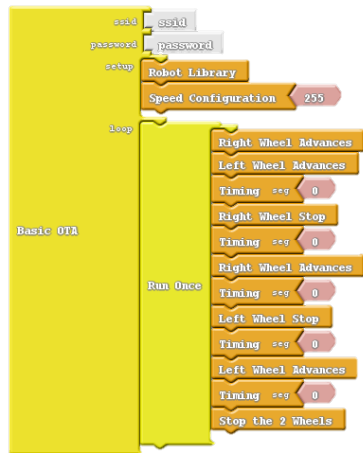 ssid ssid
password password
setup Robot Library
Speed Configuration 255
loop
Right Wheel Advances
Left Wheel Advances
Timing seg 0
Right Wheel Stop
Basic OTA
Timing seg 0
Right Wheel Advances
Run Once
Timing seg 0
Left Wheel Stop
Timing seg 0
Left Wheel Advances
Timing seg 0
Stop the 2 Wheels